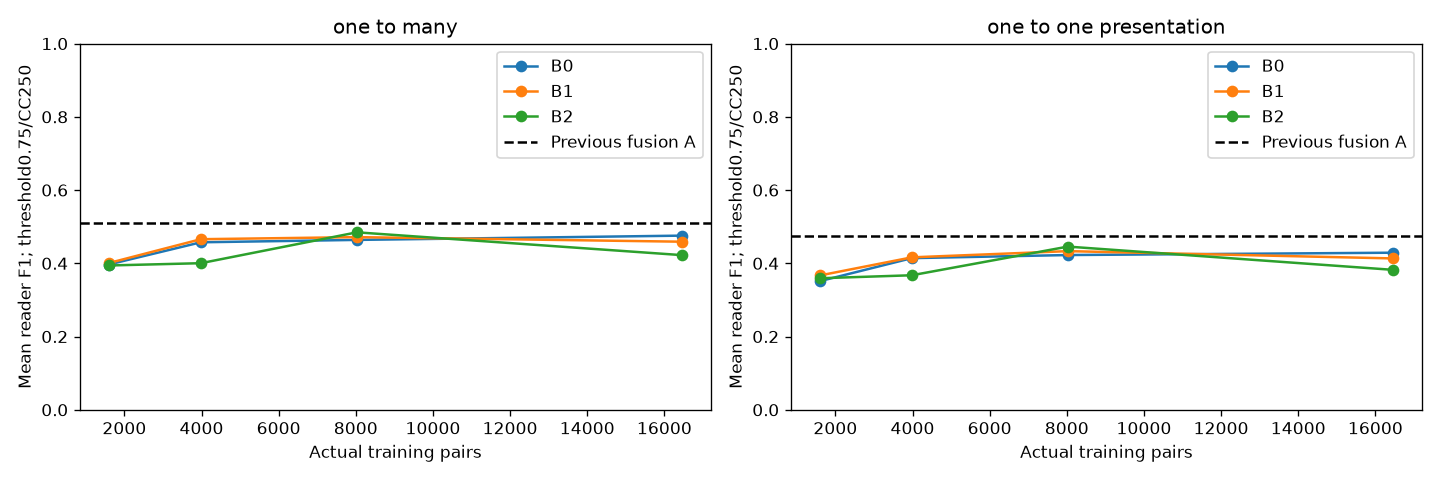 one to many
Mean reader F1; threshold0.75/CC250
1.0
0.8
0.6
0.4
0.2
0.0
2000 4000 6000 8000 10000 12000 14000 16000
Actual training pairs
B0
B1
B2
Previous fusion A
one to one presentation
Mean reader F1; threshold0.75/CC250
1.0
0.8
0.6
0.4
0.2
0.0
2000 4000 6000 8000 10000 12000 14000 16000
Actual training pairs
B0
B1
B2
Previous fusion A